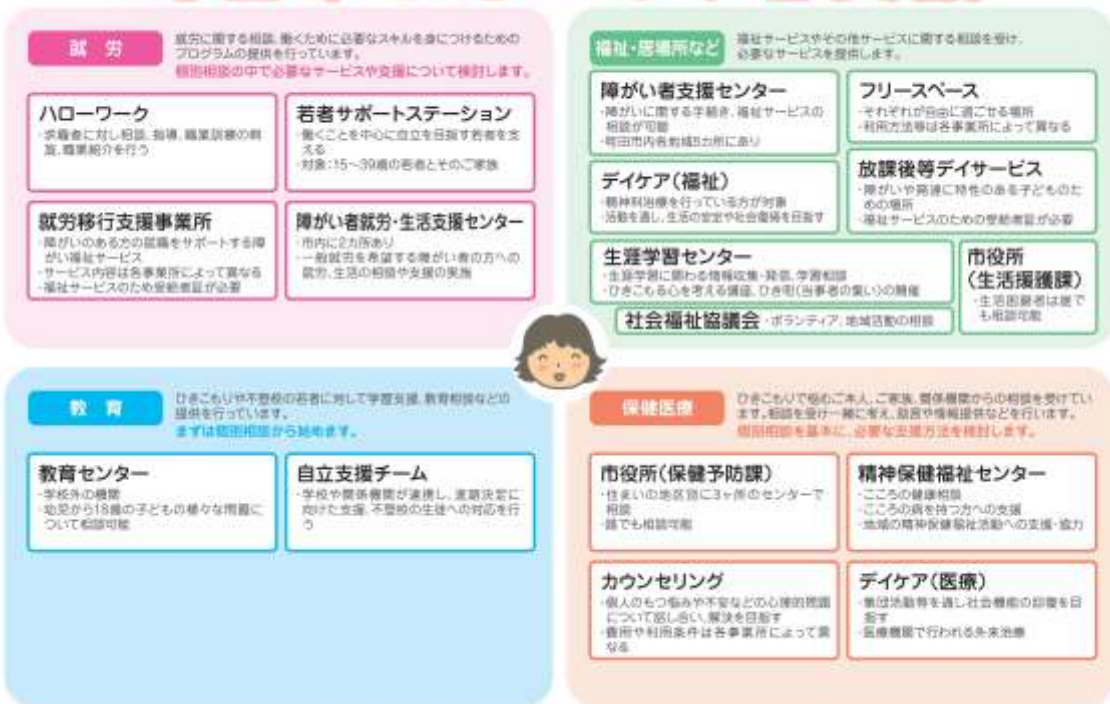 就労
就労に関する相談、働くために必要なスキルを身につけるための
プログラムの提供を行っています。
個別相談の中で必要なサービスや支援について検討します。
ハローワーク
・求職者に対し相談、指導、職業訓練の斡
旋、職業紹介を行う
若者サポートステーション
・働くことを中心に自立を目指す若者を支
える
・対象：15～39歳の若者とそのご家族
就労移行支援事業所
・障がいのある方の就職をサポートする障
がい福祉サービス
・サービス内容は各事業所によって異なる
・福祉サービスのため受給者証が必要
障がい者就労・生活支援センター
・市内に2カ所あり
・一般就労を希望する障がい者の方への
就労、生活の相談や支援の実施
福祉・居場所など
福祉サービスやその他サービスに関する相談を受け、
必要なサービスを提供します。
障がい者支援センター
・障がいに関する手続き、福祉サービスの
相談が可能
・町田市内各地域5カ所にあり
フリースペース
・それぞれが自由に過ごせる場所
・利用方法等は各事業所によって異なる
デイケア（福祉）
・精神科治療を行っている方が対象
・活動を通し、生活の安定や社会復帰を目指す
放課後等デイサービス
・障がいや発達に特性のある子どものた
めの場所
・福祉サービスのための受給者証が必要
生涯学習センター
・生涯学習に関わる情報収集・発信、学習相談
・ひきこもる心を考える講座、ひき町（当事者の集い）の開催
市役所
（生活援護課）
・生活困窮者は誰で
も相談可能
社会福祉協議会 ・ボランティア、地域活動の相談
教育
ひきこもりや不登校の若者に対して学習支援、教育相談などの
提供を行っています。
まずは個別相談から始めます。
教育センター
・学校外の機関
・幼児から18歳の子どもの様々な問題に
ついて相談可能
自立支援チーム
・学校や関係機関が連携し、進路決定に
向けた支援、不登校の生徒への対応を行
う
保健医療
ひきこもりで悩むご本人、ご家族、関係機関からの相談を受けてい
ます。相談を受け一緒に考え、助言や情報提供などを行います。
個別相談を基本に、必要な支援方法を検討します。
市役所（保健予防課）
・住まいの地区別に3ヶ所のセンターで
相談
・誰でも相談可能
精神保健福祉センター
・こころの健康相談
・こころの病を持つ方への支援
・地域の精神保健福祉活動への支援・協力
カウンセリング
・個人のもつ悩みや不安などの心理的問題
について話し合い、解決を目指す
・費用や利用条件は各事業所によって異
なる
デイケア（医療）
・集団活動等を通し社会機能の回復を目
指す
・医療機関で行われる外来治療